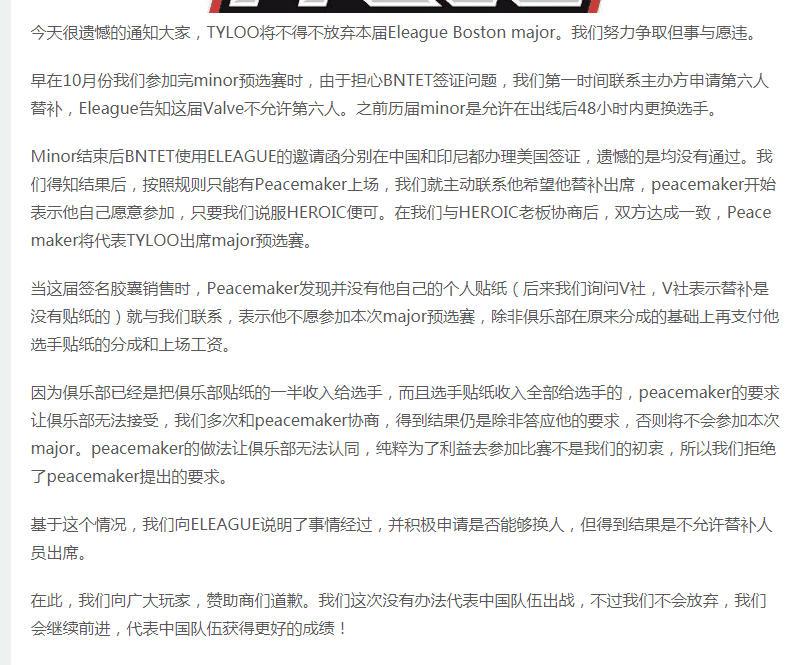 今天很遗憾的通知大家，TYLOO将不得不放弃本届Eleague Boston major。我们努力争取但事与愿违。
早在10月份我们参加完minor预选赛时，由于担心BNTET签证问题，我们第一时间联系主办方申请第六人
替补，Eleague告知这届Valve不允许第六人。之前历届minor是允许在出线后48小时内更换选手。
Minor结束后BNTET使用ELEAGUE的邀请函分别在中国和印尼都办理美国签证，遗憾的是均没有通过。我
们得知结果后，按照规则只能有Peacemaker上场，我们就主动联系他希望他替补出席，peacemaker开始
表示他自己愿意参加，只要我们说服HEROIC便可。在我们与HEROIC老板协商后，双方达成一致，Peace
maker将代表TYLOO出席major预选赛。
当这届签名胶囊销售时，Peacemaker发现并没有他自己的个人贴纸（后来我们询问V社，V社表示替补是
没有贴纸的）就与我们联系，表示他不愿参加本次major预选赛，除非俱乐部在原来分成的基础上再支付他
选手贴纸的分成和上场工资。
因为俱乐部已经是把俱乐部贴纸的一半收入给选手，而且选手贴纸收入全部给选手的，peacemaker的要求
让俱乐部无法接受，我们多次和peacemaker协商，得到结果仍是除非答应他的要求，否则将不会参加本次
major。peacemaker的做法让俱乐部无法认同，纯粹为了利益去参加比赛不是我们的初衷，所以我们拒绝
了peacemaker提出的要求。
基于这个情况，我们向ELEAGUE说明了事情经过，并积极申请是否能够换人，但得到结果是不允许替补人
员出席。
在此，我们向广大玩家，赞助商们道歉。我们这次没有办法代表中国队伍出战，不过我们不会放弃，我们
会继续前进，代表中国队伍获得更好的成绩！